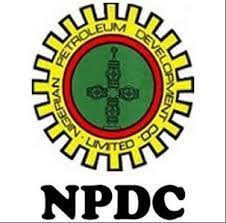 NIGERIAN PETROLEUM DEVELOPMENT CO.
· LIMITED ·
NPDC